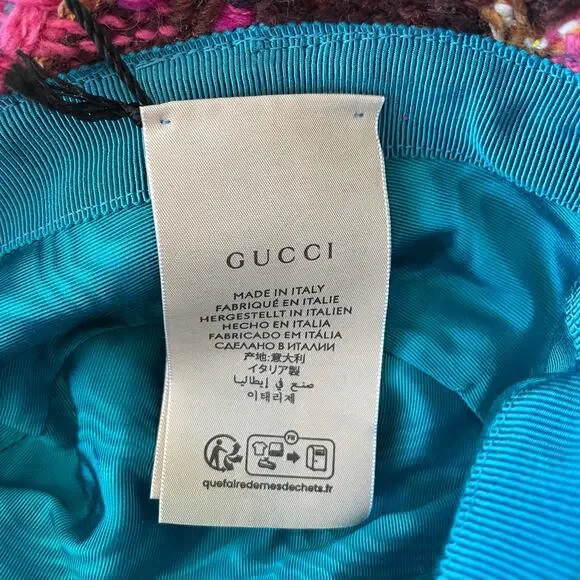 GUCCI
MADE IN ITALY
FABRIQUÉ EN ITALIE
HERGESTELLT IN ITALIEN
HECHO EN ITALIA
FABRICADO EM ITÁLIA
СДЕЛАНО В ИТАЛИИ
产地:意大利
イタリア製
صنع في إيطاليا
이태리제
FR
quefairedemesdechets.fr